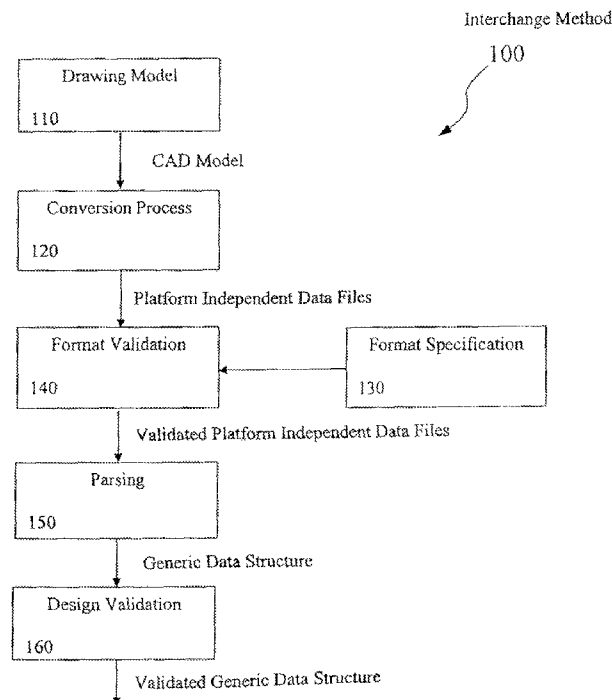 Interchange Method
100
Drawing Model
110
CAD Model
Conversion Process
120
Platform Independent Data Files
Format Validation
140
Format Specification
130
Validated Platform Independent Data Files
Parsing
150
Generic Data Structure
Design Validation
160
Validated Generic Data Structure